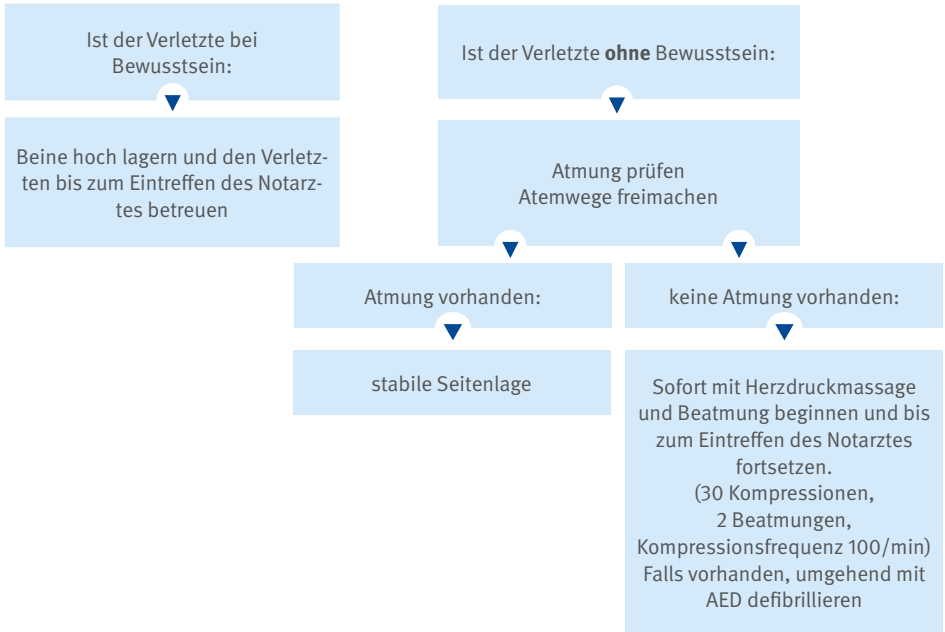 Ist der Verletzte bei
Bewusstsein:
Beine hoch lagern und den Verletz-
ten bis zum Eintreffen des Notarz-
tes betreuen
Ist der Verletzte ohne Bewusstsein:
Atmung prüfen
Atemwege freimachen
Atmung vorhanden:
stabile Seitenlage
keine Atmung vorhanden:
Sofort mit Herzdruckmassage
und Beatmung beginnen und bis
zum Eintreffen des Notarztes
fortsetzen.
(30 Kompressionen,
2 Beatmungen,
Kompressionsfrequenz 100/min)
Falls vorhanden, umgehend mit
AED defibrillieren